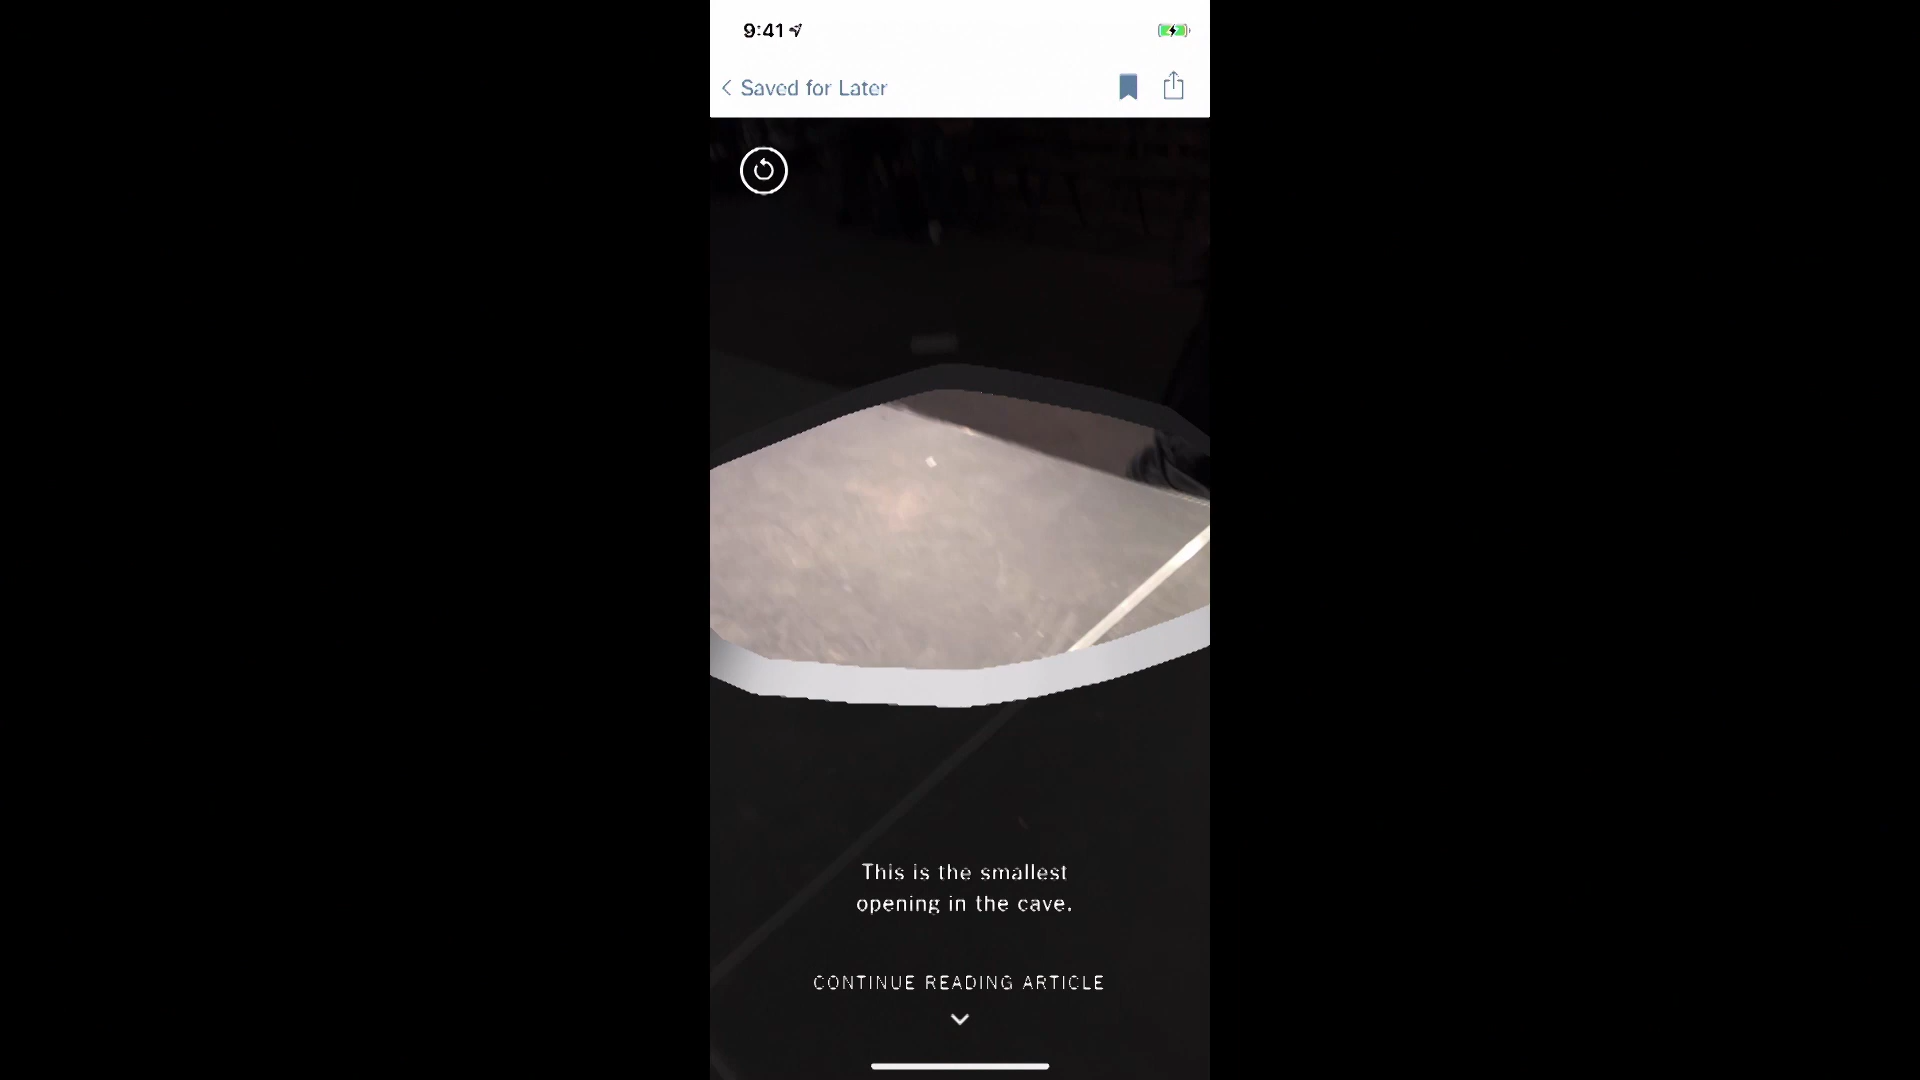 9:41
Saved for Later
This is the smallest
opening in the cave.
CONTINUE READING ARTICLE